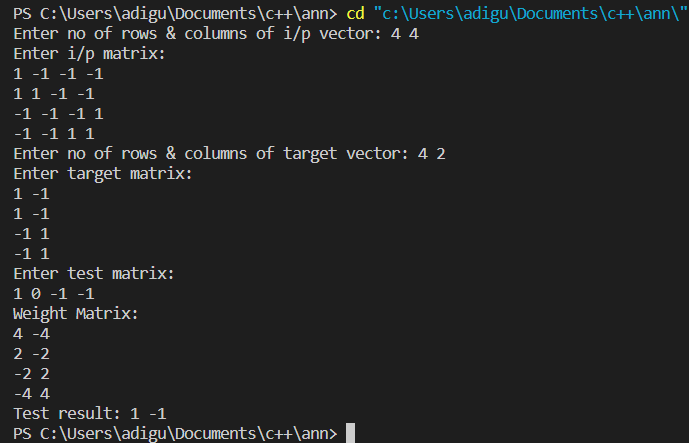 PS C:\Users\adigu\Documents\c++\ann> cd "c:\Users\adigu\Documents\c++\ann\"
Enter no of rows & columns of i/p vector: 4 4
Enter i/p matrix:
1 -1 -1 -1
1 1 -1 -1
-1 -1 -1 1
-1 -1 1 1
Enter no of rows & columns of target vector: 4 2
Enter target matrix:
1 -1
1 -1
-1 1
-1 1
Enter test matrix:
1 0 -1 -1
Weight Matrix:
4 -4
2 -2
-2 2
-4 4
Test result: 1 -1
PS C:\Users\adigu\Documents\c++\ann>